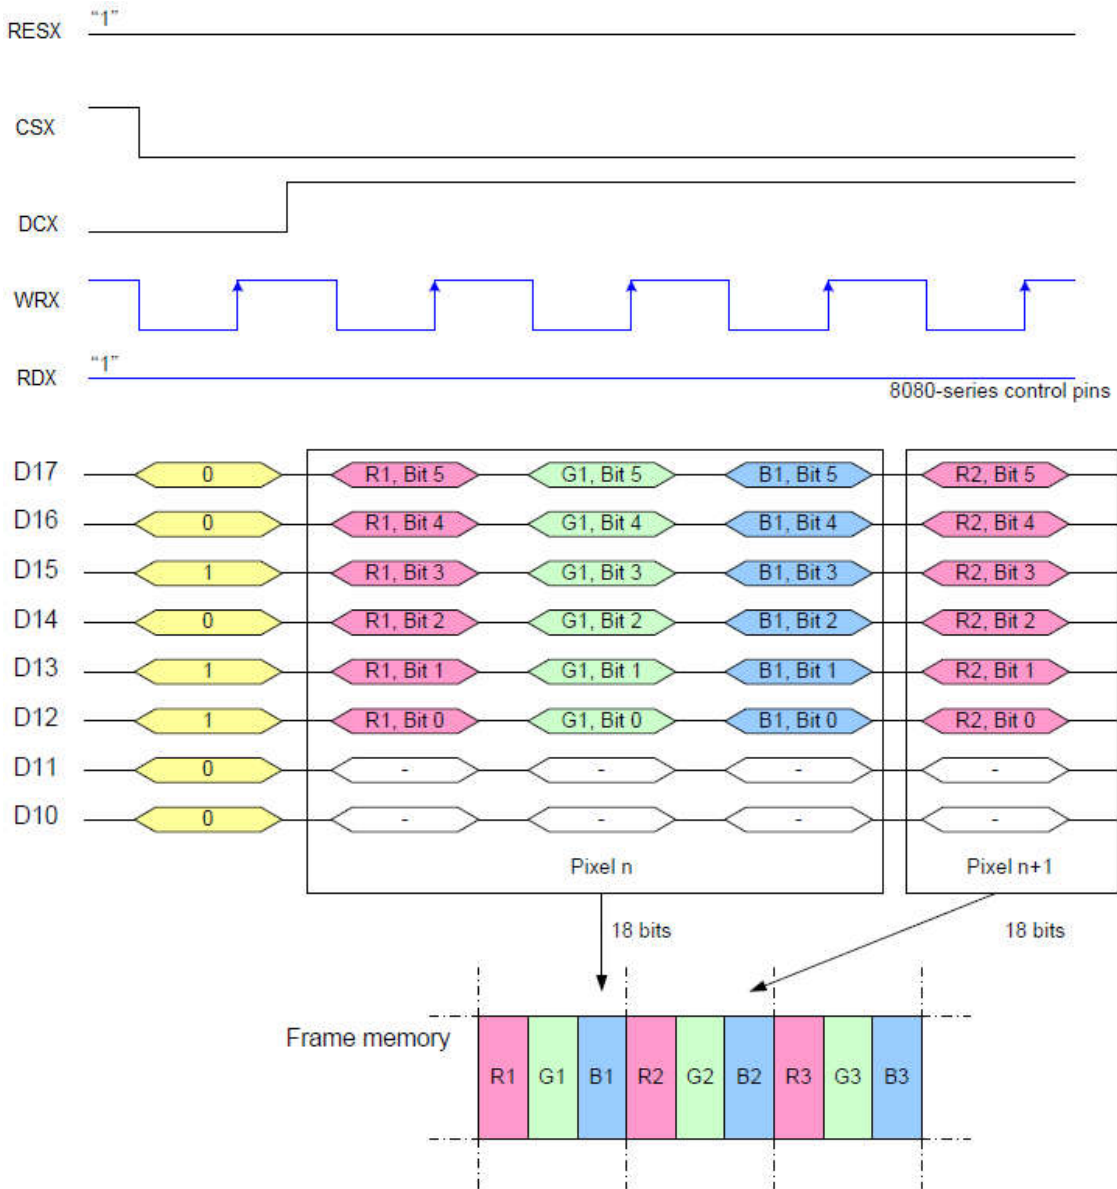 RESX "1"
CSX
DCX
WRX
RDX "1"
8080-series control pins
D17 0 R1, Bit 5 G1, Bit 5 B1, Bit 5 R2, Bit 5
D16 0 R1, Bit 4 G1, Bit 4 B1, Bit 4 R2, Bit 4
D15 1 R1, Bit 3 G1, Bit 3 B1, Bit 3 R2, Bit 3
D14 0 R1, Bit 2 G1, Bit 2 B1, Bit 2 R2, Bit 2
D13 1 R1, Bit 1 G1, Bit 1 B1, Bit 1 R2, Bit 1
D12 1 R1, Bit 0 G1, Bit 0 B1, Bit 0 R2, Bit 0
D11 0 - - - -
D10 0 - - - -
Pixel n Pixel n+1
18 bits 18 bits
Frame memory
R1 G1 B1 R2 G2 B2 R3 G3 B3